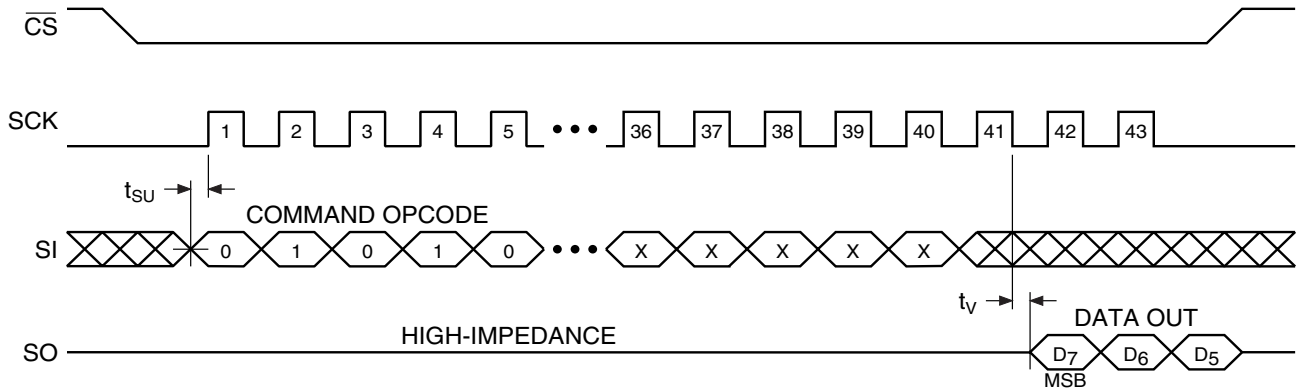 C̅S̅
SCK
1 2 3 4 5 ••• 36 37 38 39 40 41 42 43
tSU
COMMAND OPCODE
SI
0 1 0 1 0 ••• X X X X X
tV
HIGH-IMPEDANCE
DATA OUT
SO
D7 D6 D5
MSB